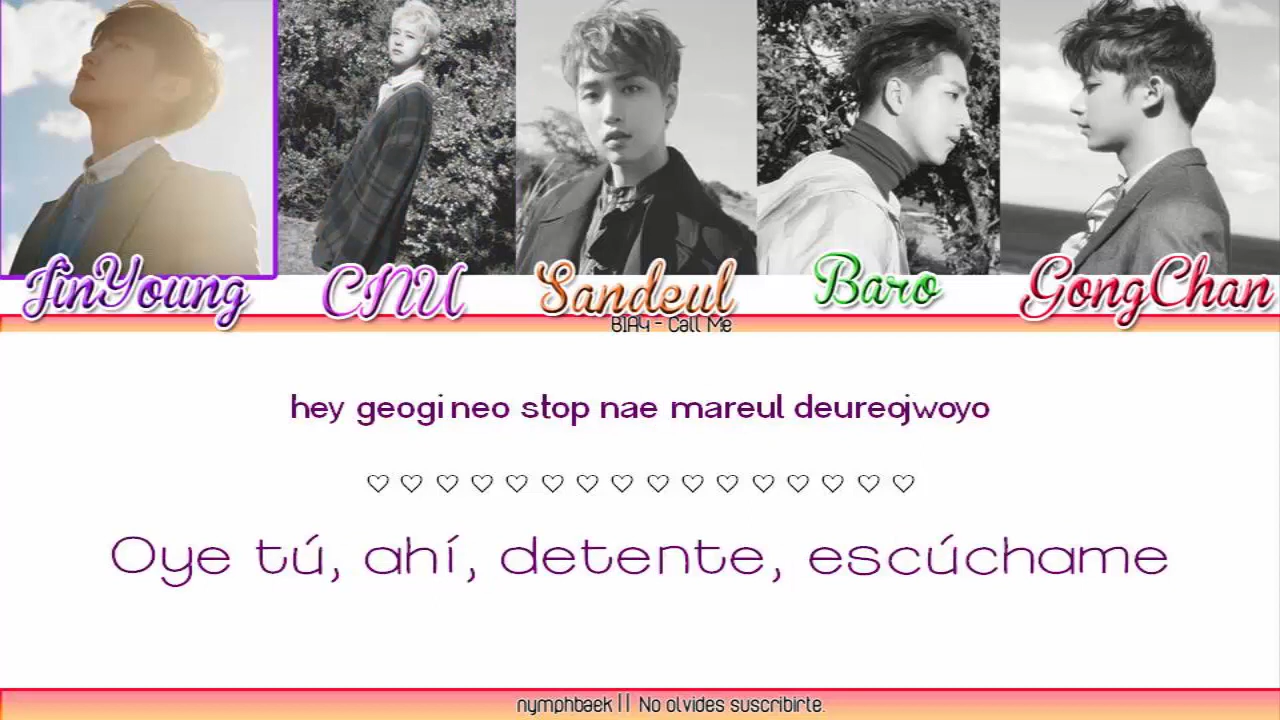 JinYoung CNU Sandeul Baro GongChan
B1A4 - Call Me
hey geogi neo stop nae mareul deureojwoyo
♡ ♡ ♡ ♡ ♡ ♡ ♡ ♡ ♡ ♡ ♡ ♡ ♡ ♡ ♡ ♡
Oye tú, ahí, detente, escúchame
nymphbaek || No olvides suscribirte.